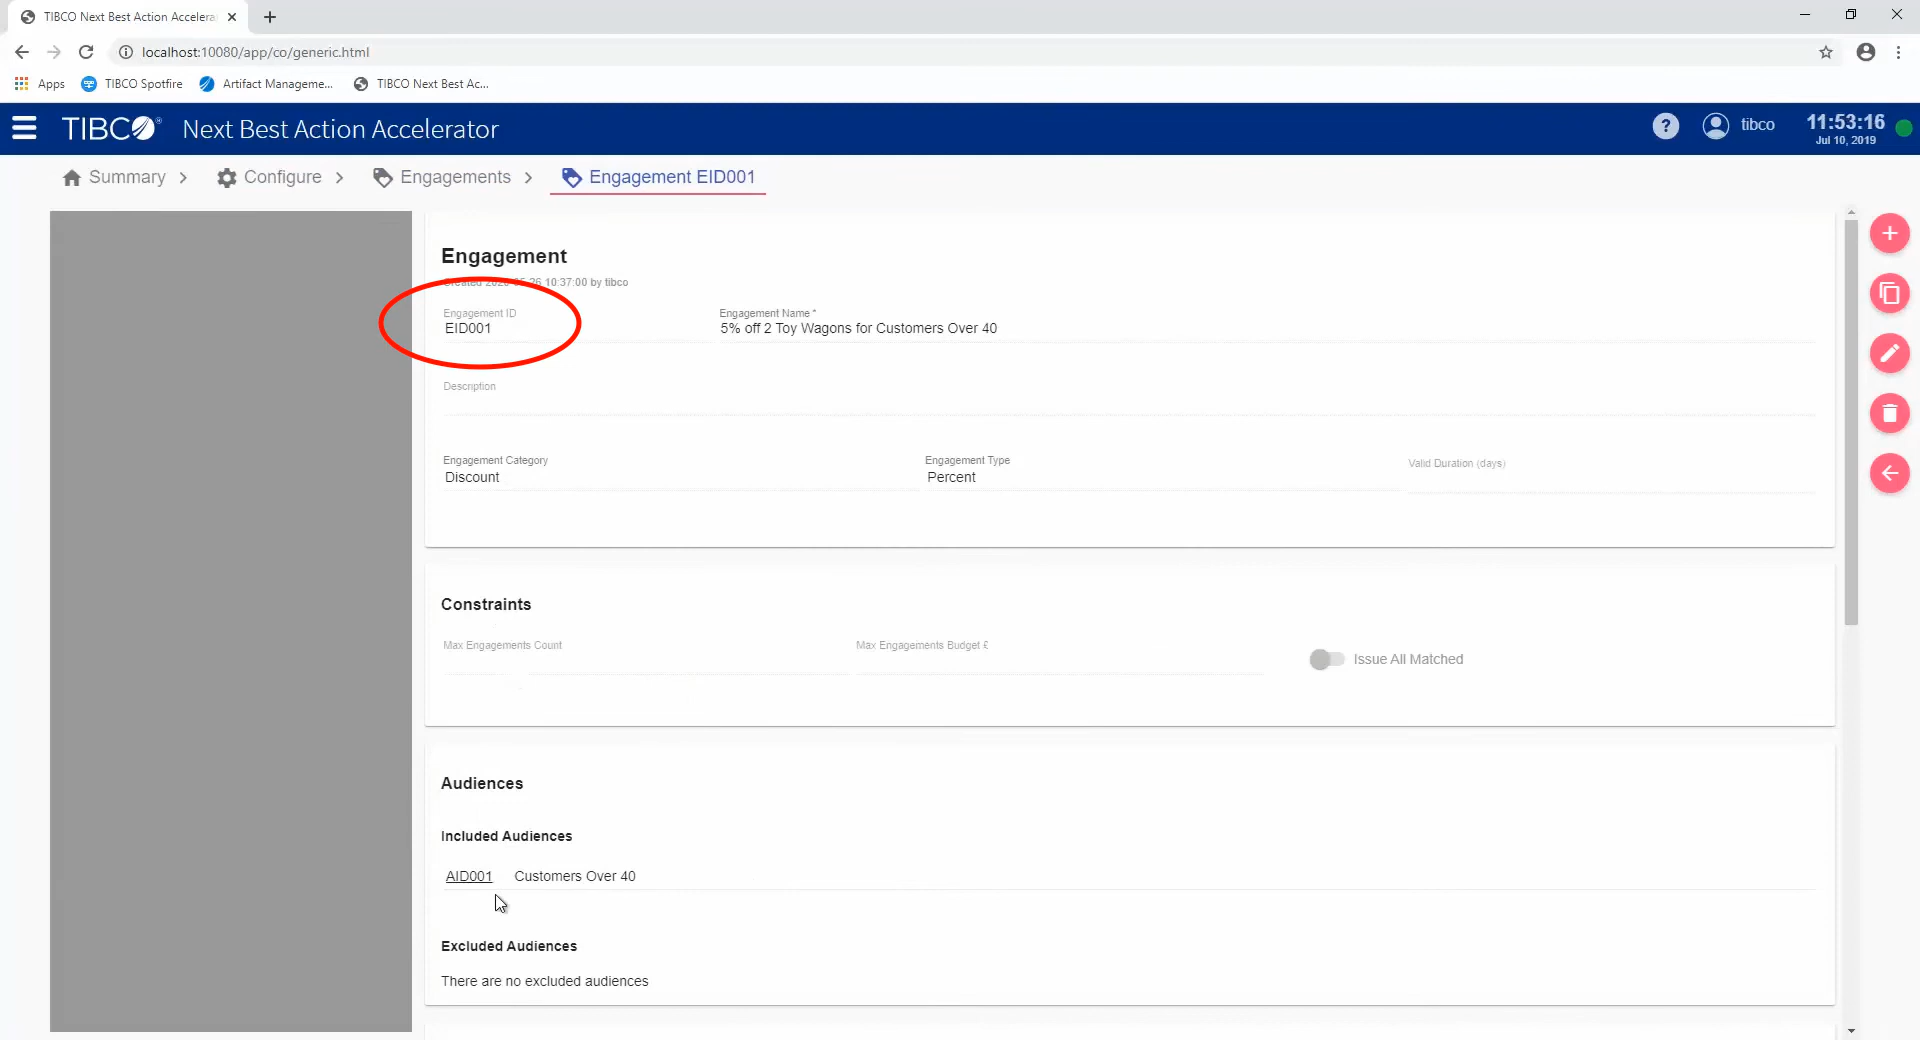 TIBCO Next Best Action Accelera
localhost:10080/app/co/generic.html
Apps TIBCO Spotfire Artifact Manageme... TIBCO Next Best Ac...
TIBCO® Next Best Action Accelerator ? tibco 11:53:16
Jul 10, 2019
Summary > Configure > Engagements > Engagement EID001
Engagement
10:37:00 by tibco
Engagement ID Engagement Name *
EID001 5% off 2 Toy Wagons for Customers Over 40
Description
Engagement Category Engagement Type Valid Duration (days)
Discount Percent
Constraints
Max Engagements Count Max Engagements Budget £
Issue All Matched
Audiences
Included Audiences
AID001 Customers Over 40
Excluded Audiences
There are no excluded audiences